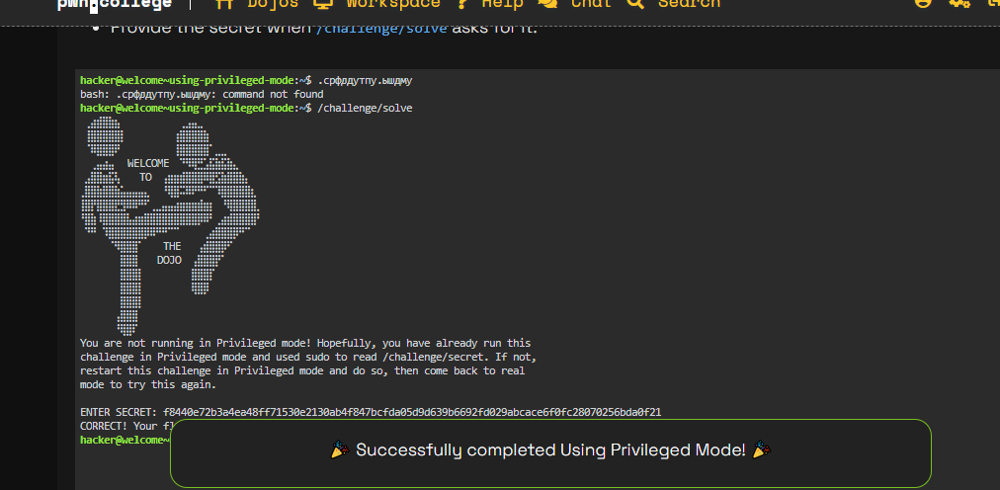 pwn.college Dojos Workspace ? Help Chat Search
Provide the secret when /challenge/solve asks for it.
hacker@welcome~using-privileged-mode:~$ .срфддутпу.ышдму
bash: .срфддутпу.ышдму: command not found
hacker@welcome~using-privileged-mode:~$ /challenge/solve
WELCOME
TO
THE
DOJO
You are not running in Privileged mode! Hopefully, you have already run this
challenge in Privileged mode and used sudo to read /challenge/secret. If not,
restart this challenge in Privileged mode and do so, then come back to real
mode to try this again.
ENTER SECRET: f8440e72b3a4ea48ff71530e2130ab4f847bcfda05d9d639b6692fd029abcace6f0fc28070256bda0f21
CORRECT! Your
hacker@welcome~
🎉 Successfully completed Using Privileged Mode! 🎉